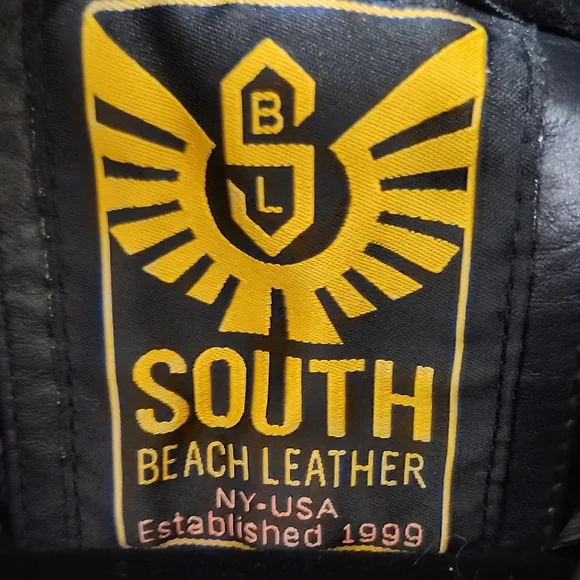 B
S
L
SOUTH
BEACH LEATHER
NY-USA
Established 1999